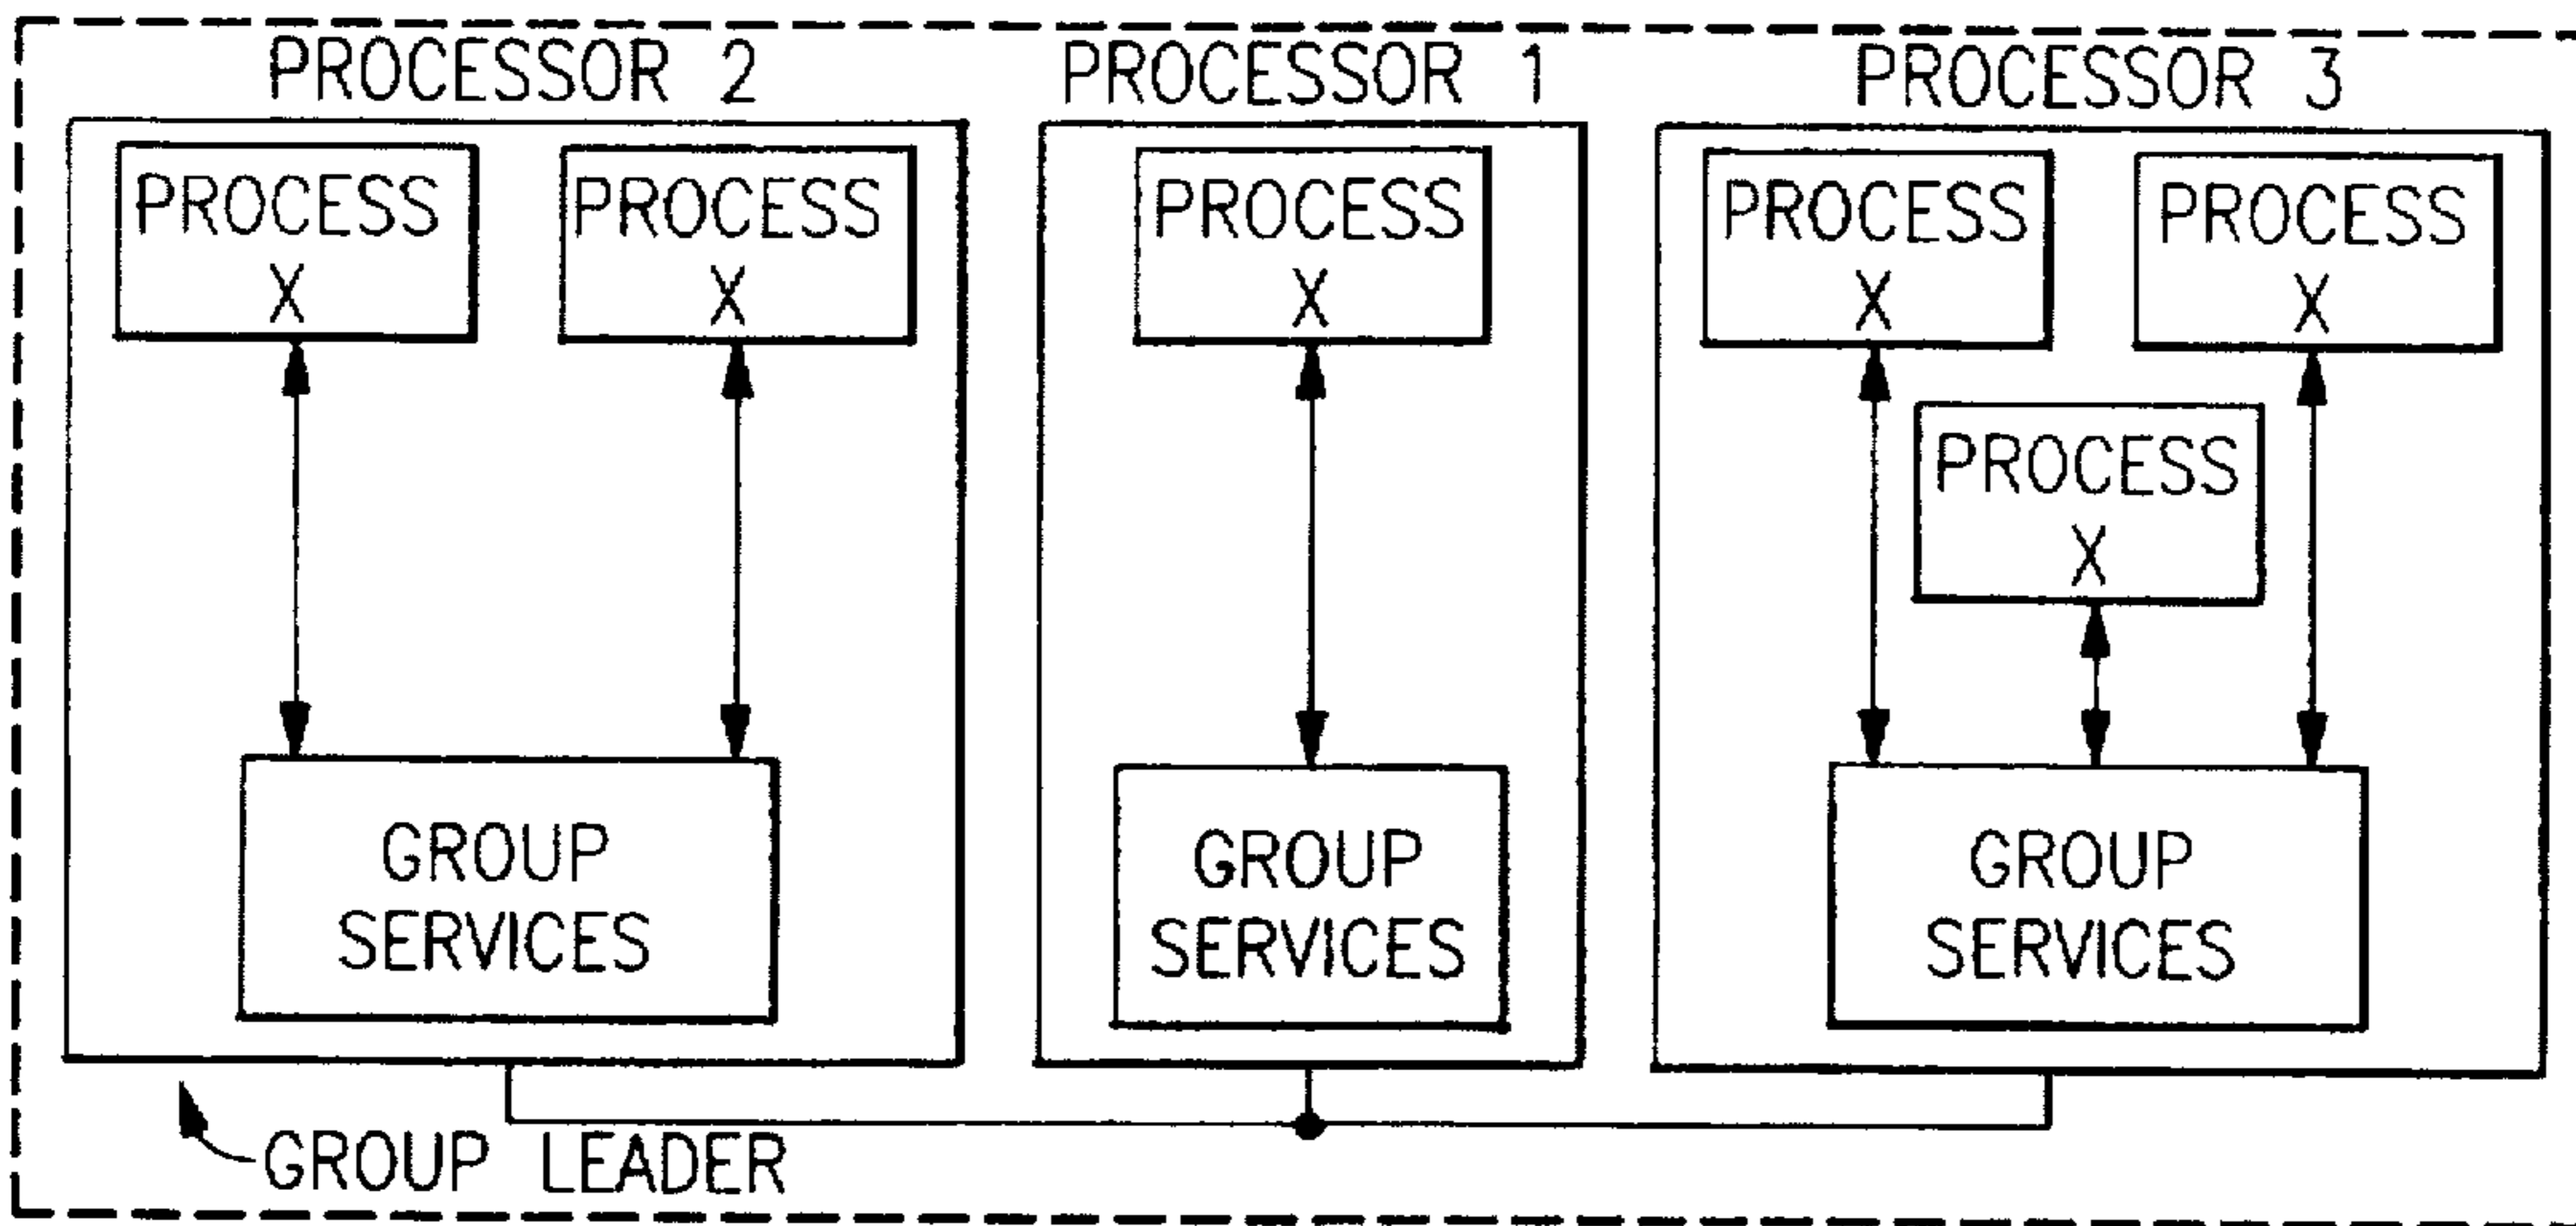 PROCESSOR 2
PROCESSOR 1
PROCESSOR 3
PROCESS
X
PROCESS
X
PROCESS
X
PROCESS
X
PROCESS
X
PROCESS
X
GROUP
SERVICES
GROUP
SERVICES
GROUP
SERVICES
GROUP LEADER